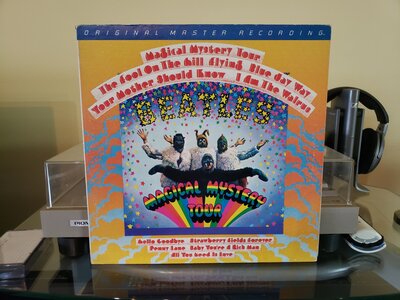 ORIGINAL MASTER RECORDING
Magical Mystery Tour
The Fool On The Hill Flying Blue Jay Way
Your Mother Should Know I Am The Walrus
BEATLES
MAGICAL MYSTERY
TOUR
Hello Goodbye Strawberry Fields Forever
Penny Lane Baby You're A Rich Man
All You Need Is Love
PIONEER